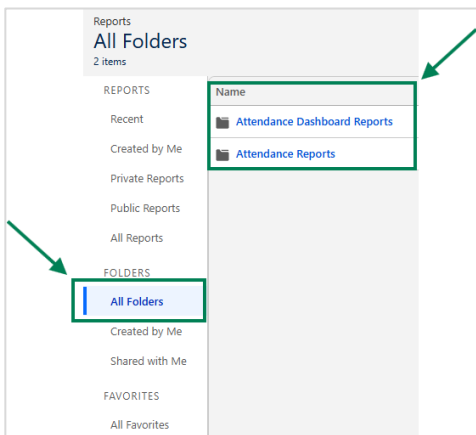 Reports
All Folders
2 items
REPORTS
Recent
Created by Me
Private Reports
Public Reports
All Reports
FOLDERS
All Folders
Created by Me
Shared with Me
FAVORITES
All Favorites
Name
Attendance Dashboard Reports
Attendance Reports